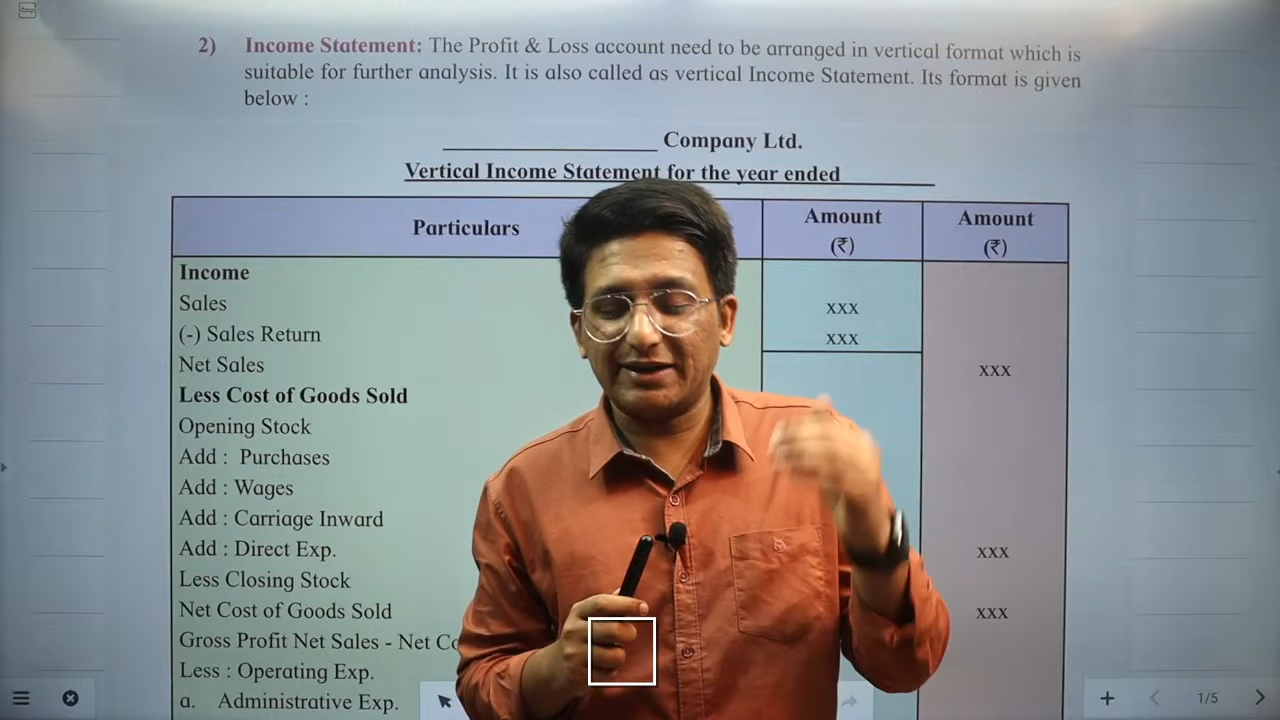 2) Income Statement: The Profit & Loss account need to be arranged in vertical format which is
suitable for further analysis. It is also called as vertical Income Statement. Its format is given
below :
Company Ltd.
Vertical Income Statement for the year ended
Particulars Amount (₹) Amount (₹)
Income
Sales xxx
(-) Sales Return xxx
Net Sales xxx
Less Cost of Goods Sold
Opening Stock
Add : Purchases
Add : Wages
Add : Carriage Inward
Add : Direct Exp. xxx
Less Closing Stock
Net Cost of Goods Sold xxx
Gross Profit Net Sales - Net
Less : Operating Exp.
a. Administrative Exp.
1/5